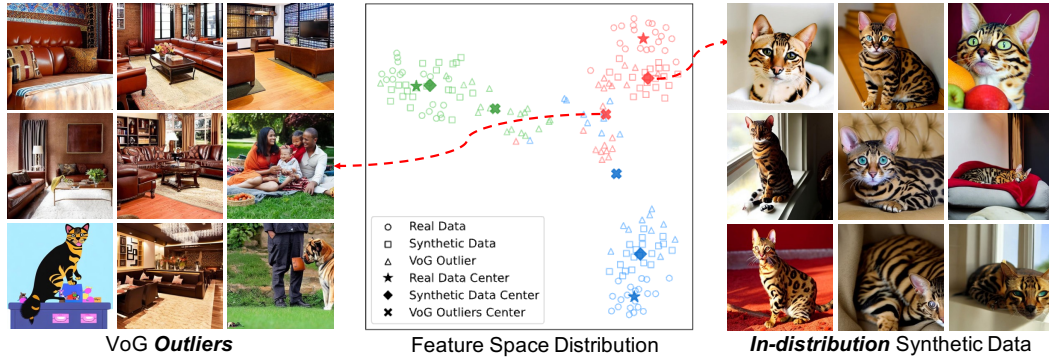 Real Data
Synthetic Data
VoG Outlier
Real Data Center
Synthetic Data Center
VoG Outliers Center
VoG Outliers
Feature Space Distribution
In-distribution Synthetic Data